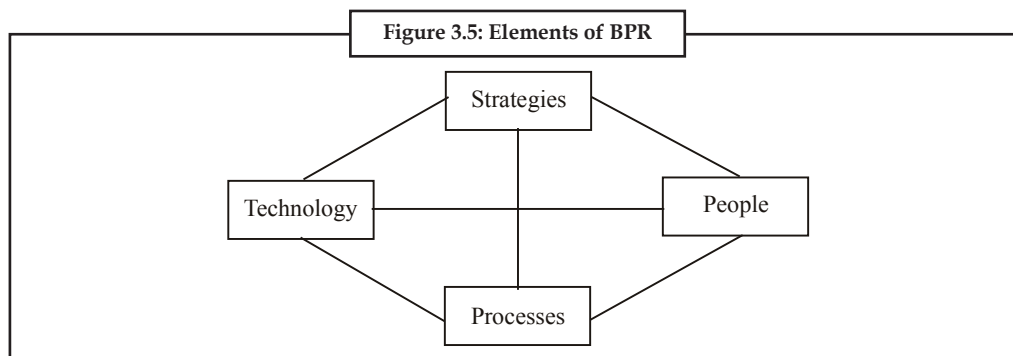 Figure 3.5: Elements of BPR
Strategies
Technology
People
Processes